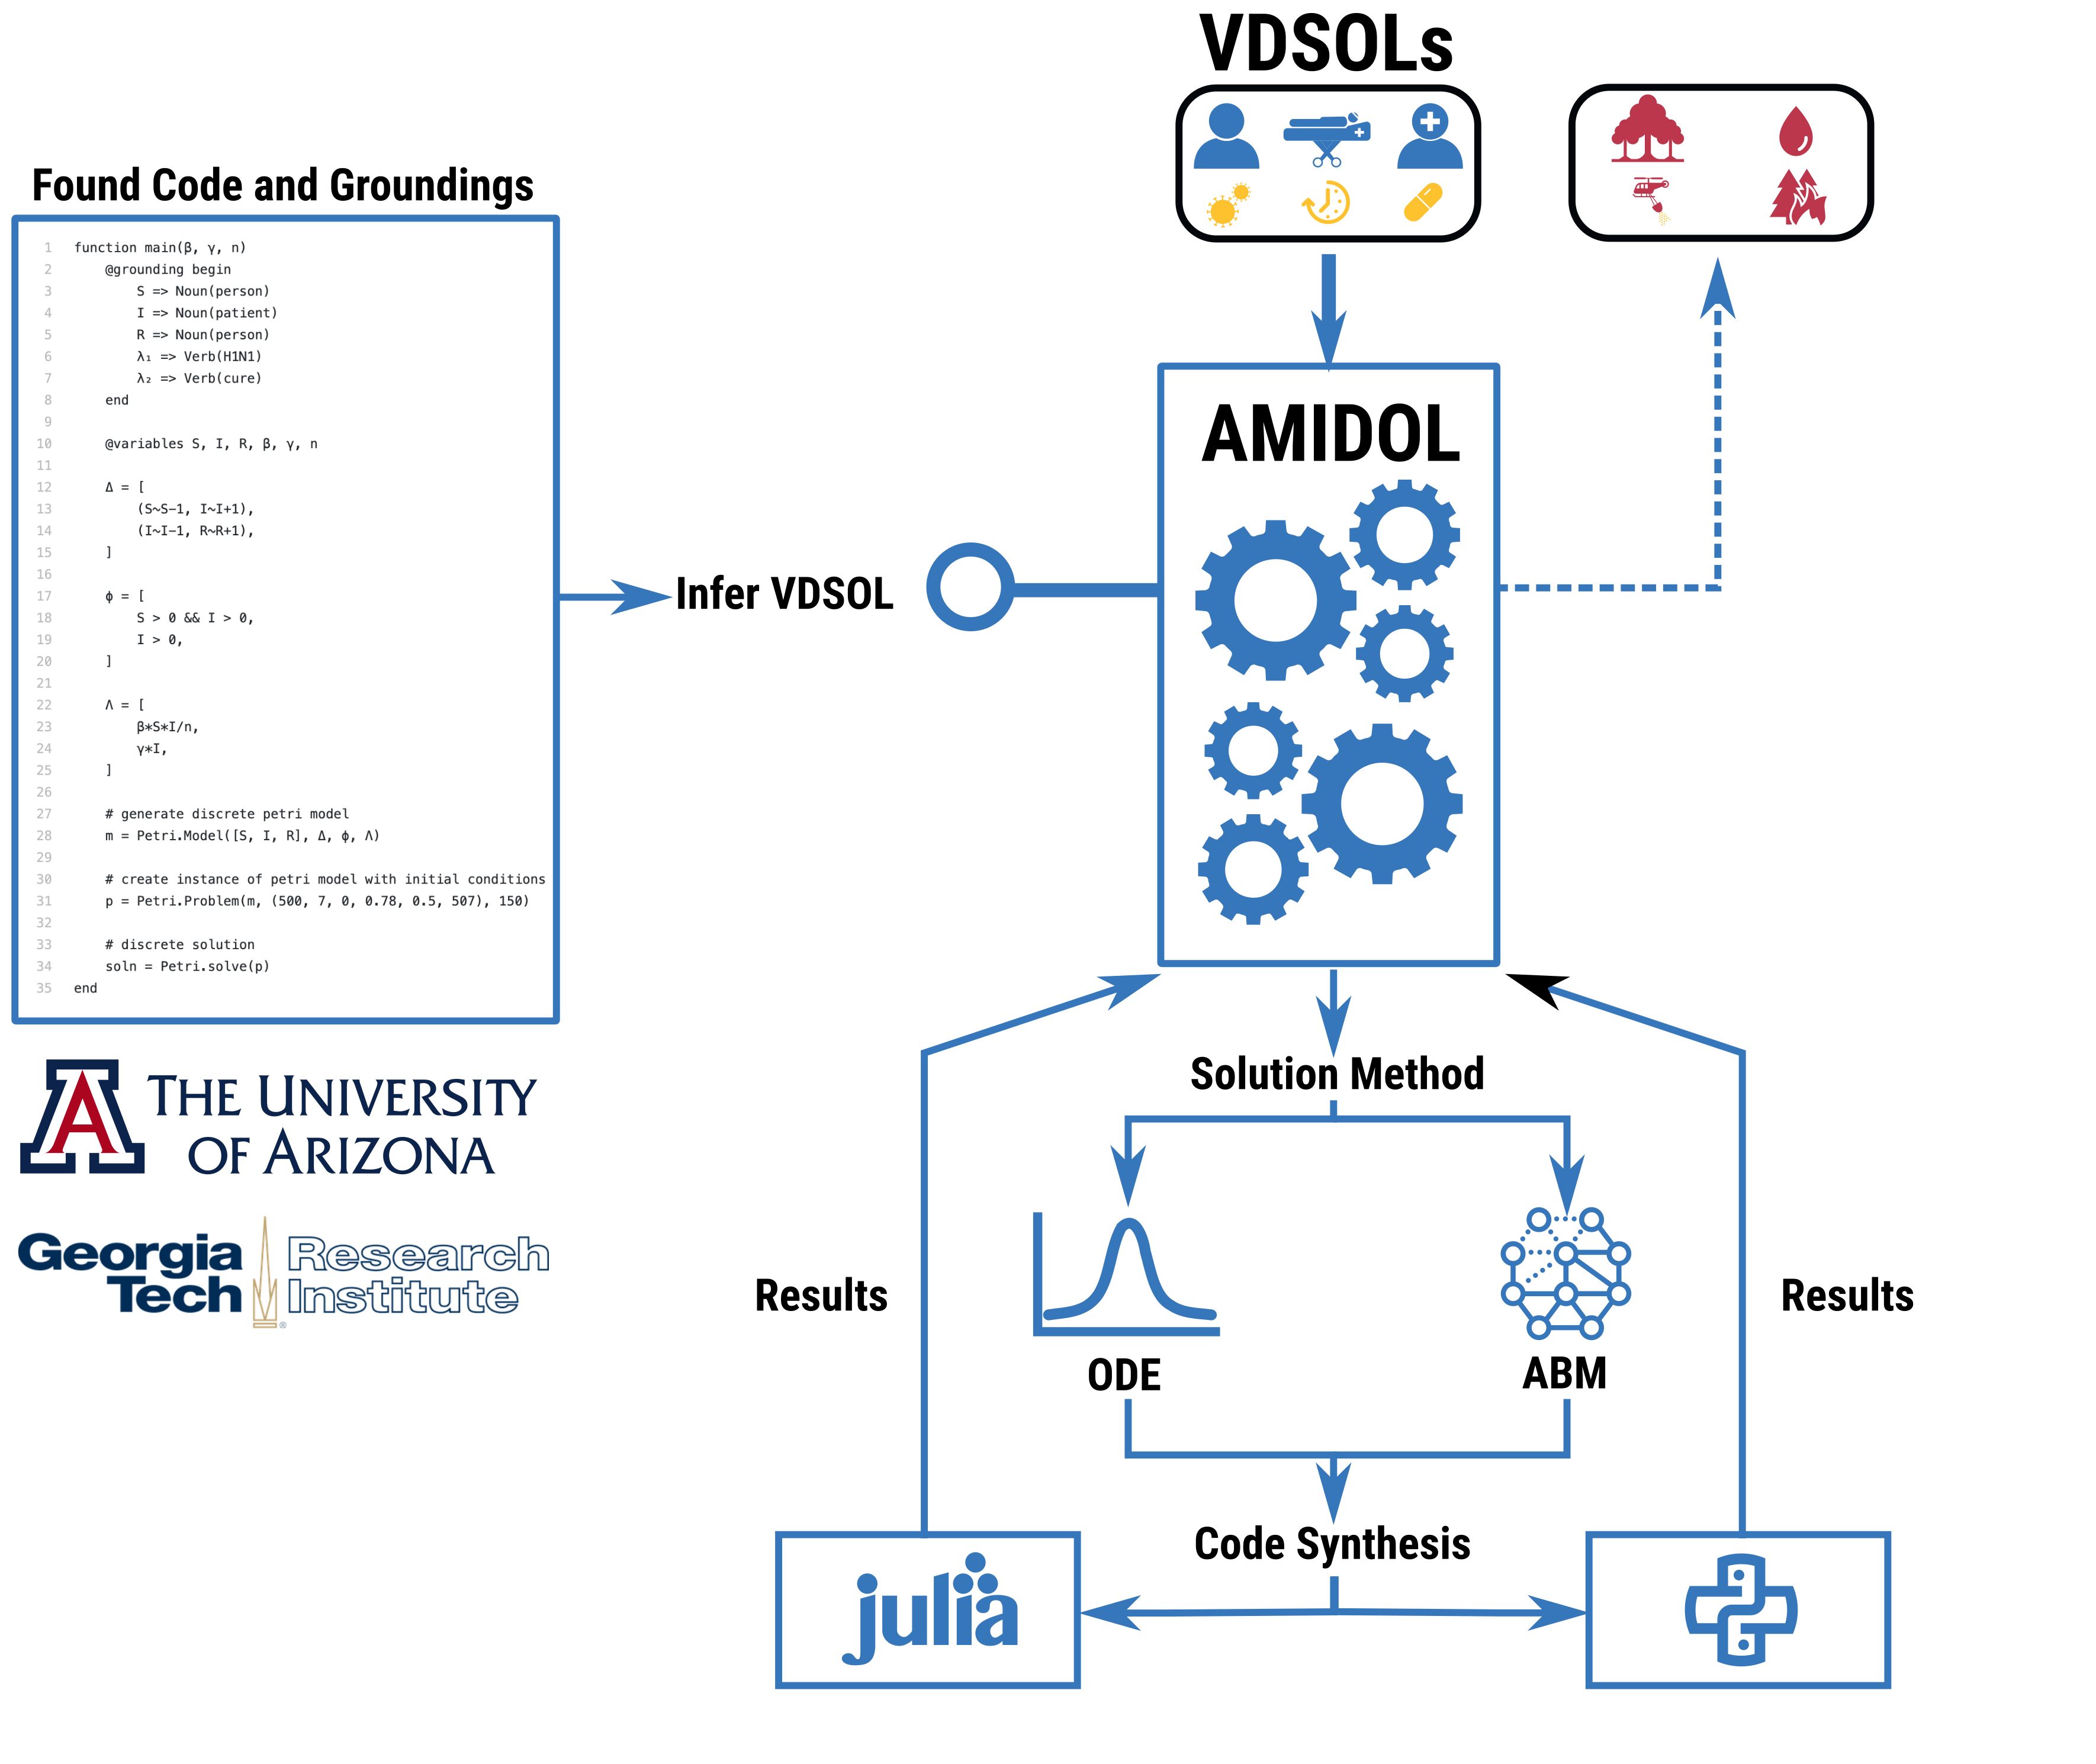 VDSOLs
Found Code and Groundings
1 function main(β, γ, n)
2 @grounding begin
3 S => Noun(person)
4 I => Noun(patient)
5 R => Noun(person)
6 λ₁ => Verb(H1N1)
7 λ₂ => Verb(cure)
8 end
9
10 @variables S, I, R, β, γ, n
11
12 Δ = [
13 (S~S-1, I~I+1),
14 (I~I-1, R~R+1),
15 ]
16
17 ϕ = [
18 S > 0 && I > 0,
19 I > 0,
20 ]
21
22 Λ = [
23 β*S*I/n,
24 γ*I,
25 ]
26
27 # generate discrete petri model
28 m = Petri.Model([S, I, R], Δ, ϕ, Λ)
29
30 # create instance of petri model with initial conditions
31 p = Petri.Problem(m, (500, 7, 0, 0.78, 0.5, 507), 150)
32
33 # discrete solution
34 soln = Petri.solve(p)
35 end
Infer VDSOL
AMIDOL
A THE UNIVERSITY
OF ARIZONA
Georgia
Tech
Research
Institute
®
Solution Method
Results
ODE
ABM
Results
Code Synthesis
julia